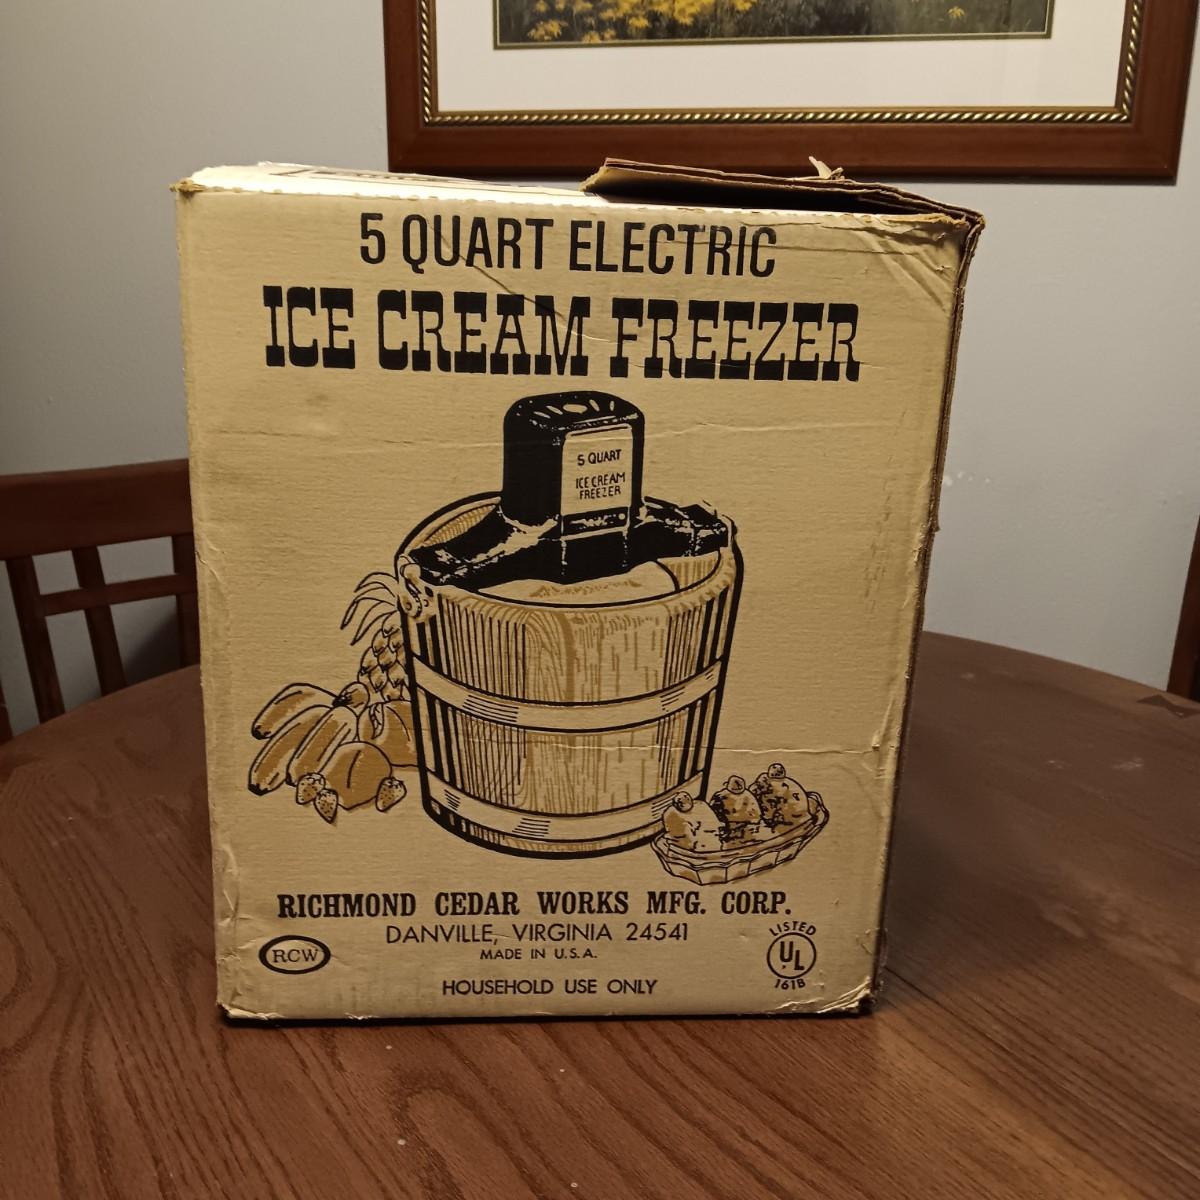 5 QUART ELECTRIC
ICE CREAM FREEZER
5 QUART
ICE CREAM
FREEZER
RICHMOND CEDAR WORKS MFG. CORP.
DANVILLE, VIRGINIA 24541
MADE IN U.S.A.
HOUSEHOLD USE ONLY
RCW
LISTED
UL
161B